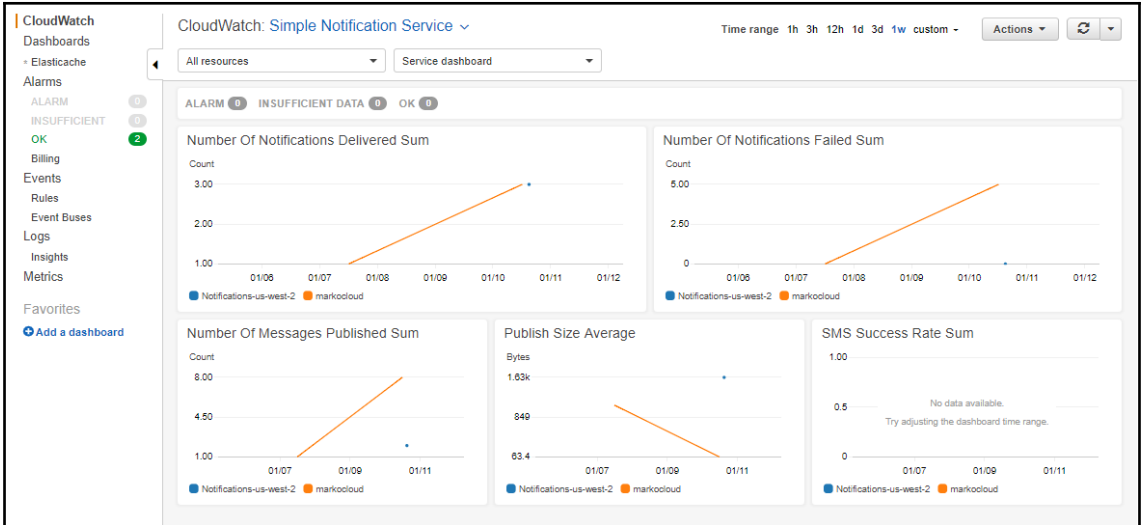 CloudWatch
Dashboards
Elasticache
Alarms
ALARM 0
INSUFFICIENT 0
OK 2
Billing
Events
Rules
Event Buses
Logs
Insights
Metrics
Favorites
Add a dashboard
CloudWatch: Simple Notification Service
Time range 1h 3h 12h 1d 3d 1w custom
Actions
All resources
Service dashboard
ALARM 0 INSUFFICIENT DATA 0 OK 0
Number Of Notifications Delivered Sum
Count
3.00
2.00
1.00
01/06 01/07 01/08 01/09 01/10 01/11 01/12
Notifications-us-west-2 markocloud
Number Of Notifications Failed Sum
Count
5.00
2.50
0
01/06 01/07 01/08 01/09 01/10 01/11 01/12
Notifications-us-west-2 markocloud
Number Of Messages Published Sum
Count
8.00
4.50
1.00
01/07 01/09 01/11
Notifications-us-west-2 markocloud
Publish Size Average
Bytes
1.63k
849
63.4
01/07 01/09 01/11
Notifications-us-west-2 markocloud
SMS Success Rate Sum
1.00
0.5
0
No data available.
Try adjusting the dashboard time range.
01/07 01/09 01/11
Notifications-us-west-2 markocloud